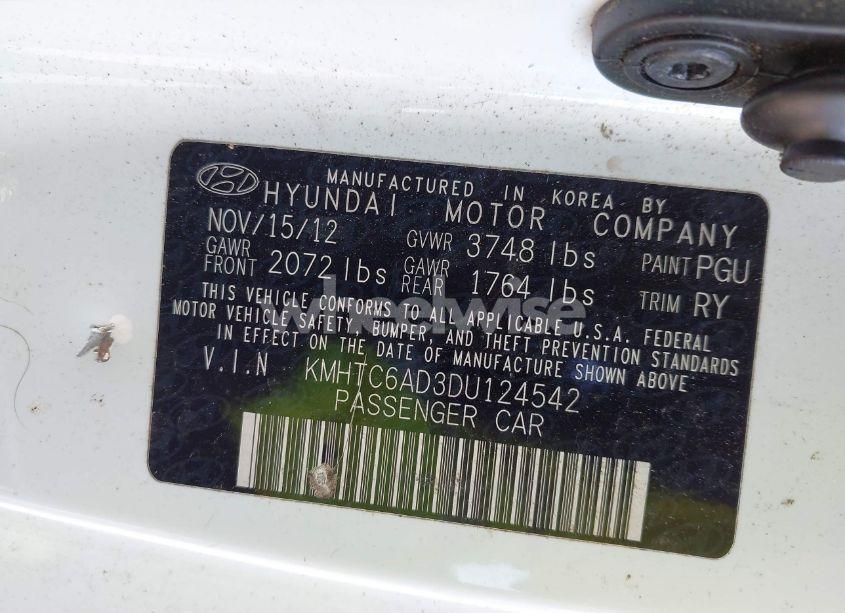 MANUFACTURED IN KOREA BY
HYUNDAI MOTOR COMPANY
NOV/15/12 GVWR 3748 lbs PAINT PGU
GAWR FRONT 2072 lbs GAWR REAR 1764 lbs TRIM RY
THIS VEHICLE CONFORMS TO ALL APPLICABLE U.S.A. FEDERAL
MOTOR VEHICLE SAFETY, BUMPER, AND THEFT PREVENTION STANDARDS
IN EFFECT ON THE DATE OF MANUFACTURE SHOWN ABOVE
V.I.N KMHTC6AD3DU124542
PASSENGER CAR
wheelwise